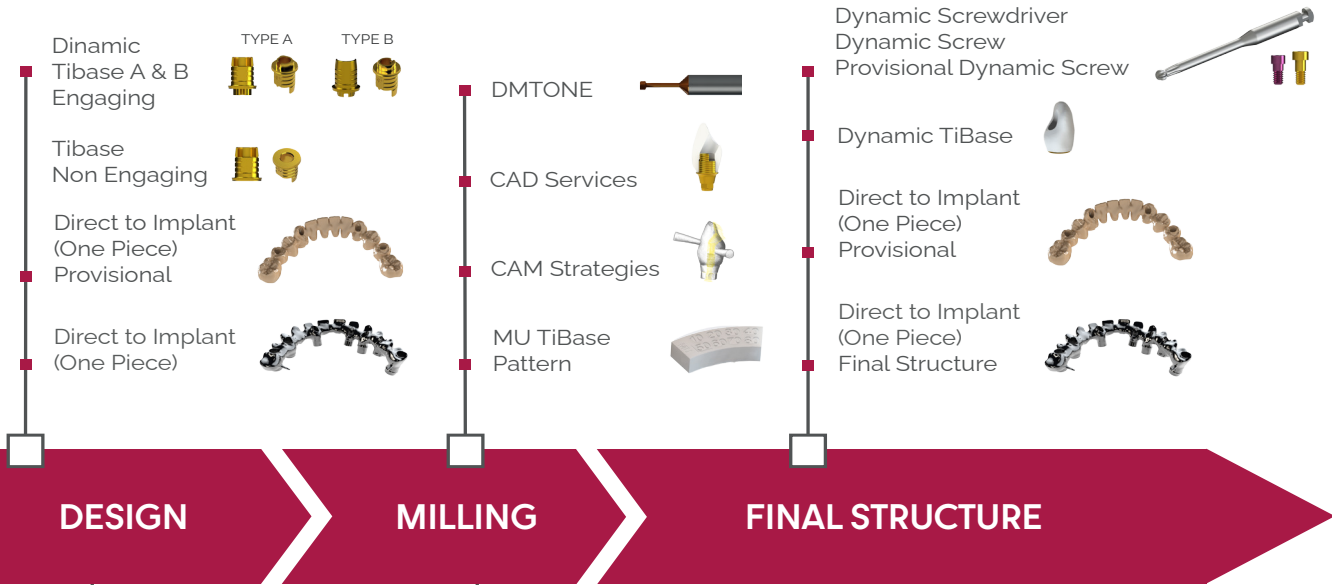 Dinamic
Tibase A & B
Engaging
TYPE A
TYPE B
Tibase
Non Engaging
Direct to Implant
(One Piece)
Provisional
Direct to Implant
(One Piece)
DMTONE
CAD Services
CAM Strategies
MU TiBase
Pattern
Dynamic Screwdriver
Dynamic Screw
Provisional Dynamic Screw
Dynamic TiBase
Direct to Implant
(One Piece)
Provisional
Direct to Implant
(One Piece)
Final Structure
DESIGN
MILLING
FINAL STRUCTURE